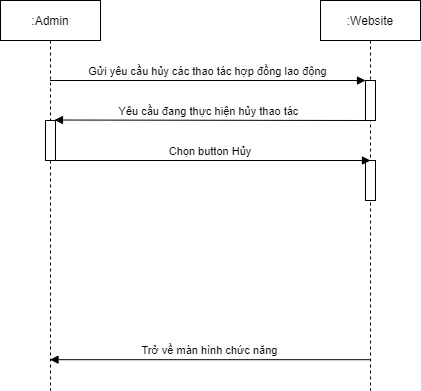 :Admin
:Website
Gửi yêu cầu hủy các thao tác hợp đồng lao động
Yêu cầu đang thực hiện hủy thao tác
Chọn button Hủy
Trở về màn hình chức năng